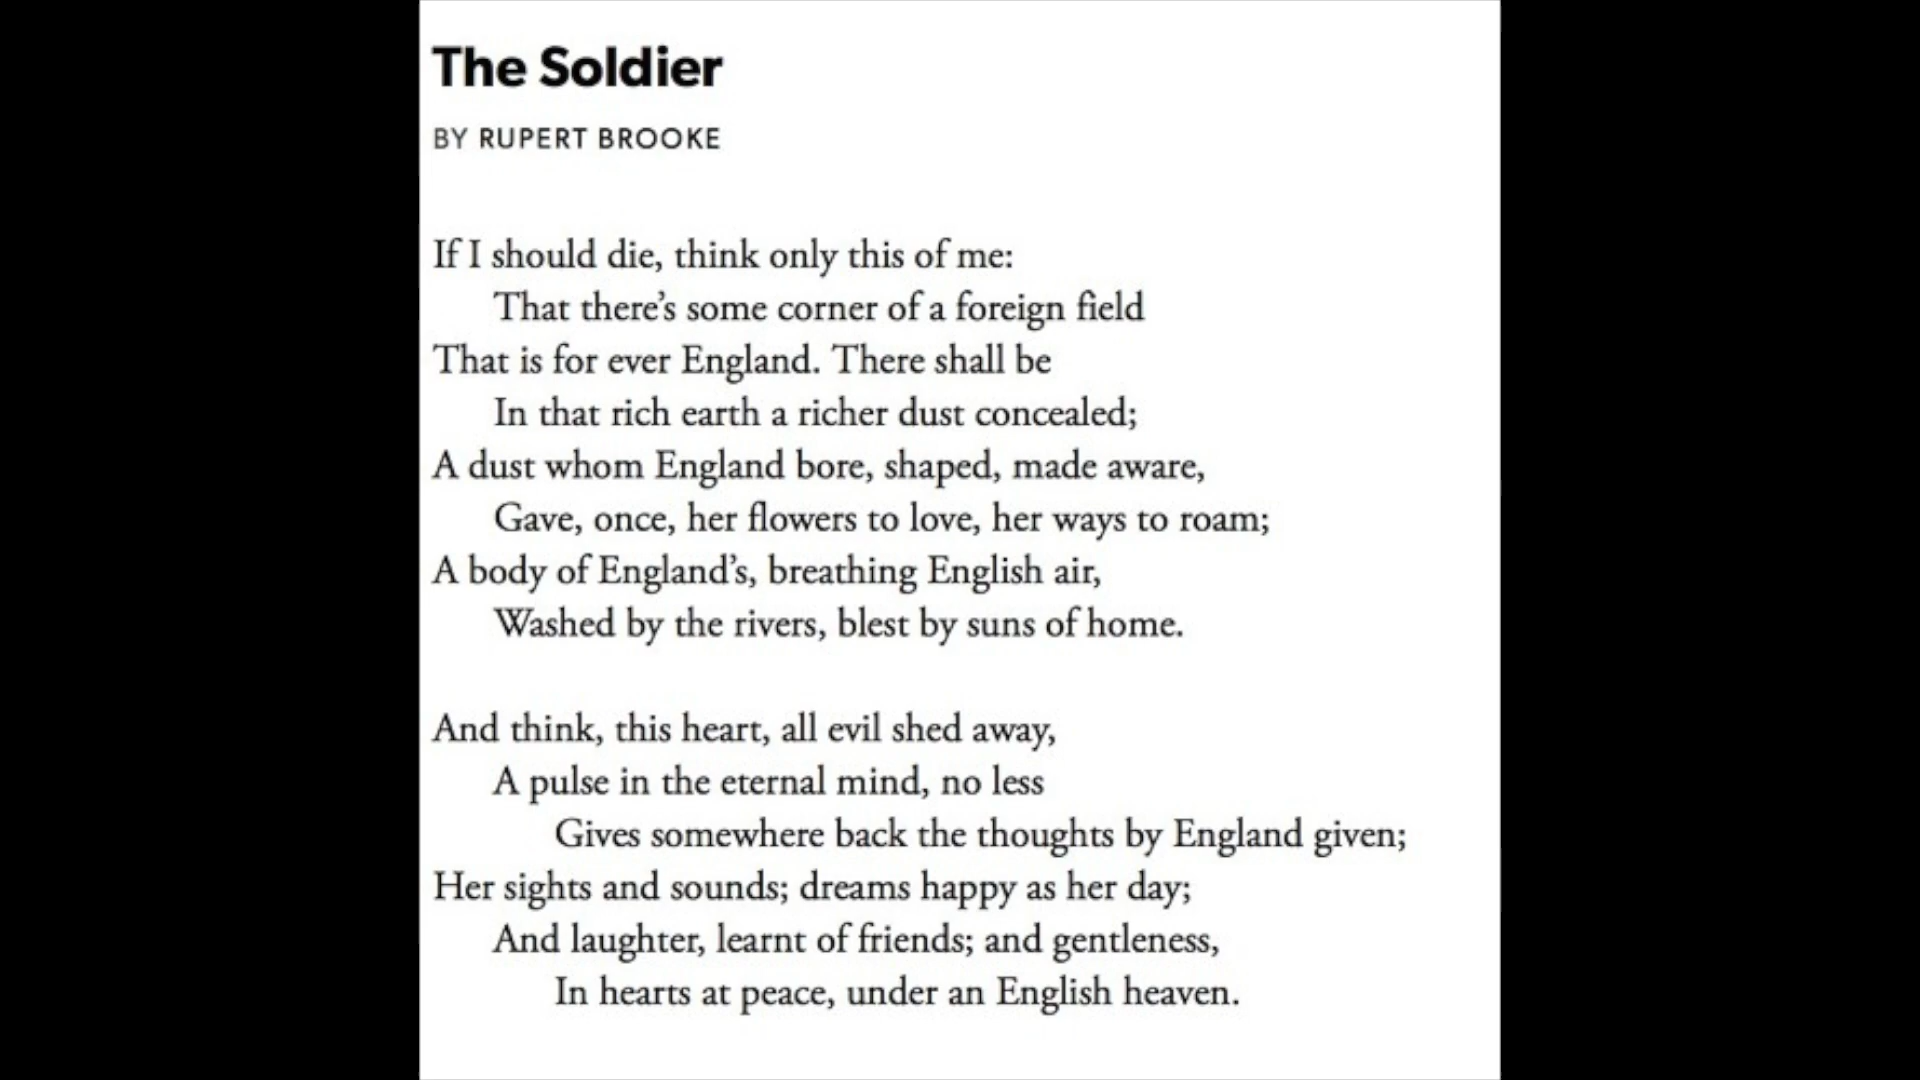 The Soldier
BY RUPERT BROOKE
If I should die, think only this of me:
That there’s some corner of a foreign field
That is for ever England. There shall be
In that rich earth a richer dust concealed;
A dust whom England bore, shaped, made aware,
Gave, once, her flowers to love, her ways to roam;
A body of England’s, breathing English air,
Washed by the rivers, blest by suns of home.
And think, this heart, all evil shed away,
A pulse in the eternal mind, no less
Gives somewhere back the thoughts by England given;
Her sights and sounds; dreams happy as her day;
And laughter, learnt of friends; and gentleness,
In hearts at peace, under an English heaven.